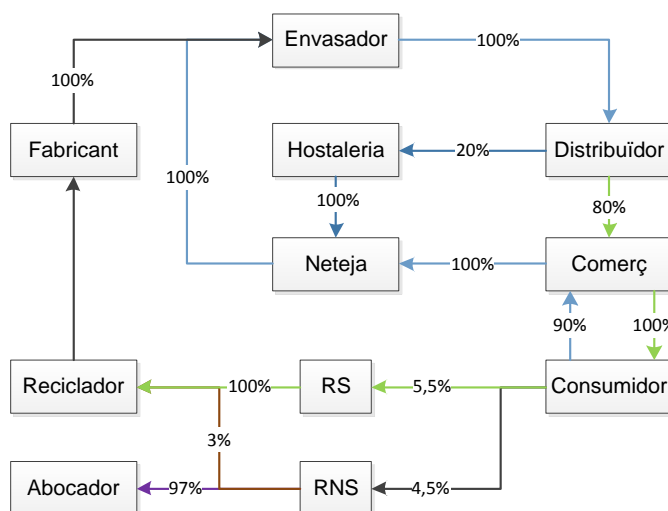 Envasador
100%
100%
Fabricant
Hostaleria
20%
Distribuïdor
100%
100%
80%
Neteja
100%
Comerç
90%
100%
Reciclador
100%
RS
5,5%
Consumidor
3%
Abocador
97%
RNS
4,5%